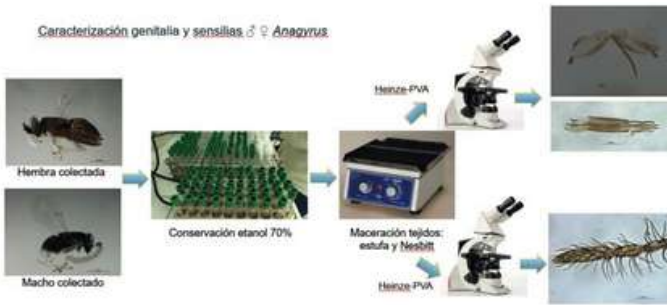 Caracterización genitalia y sensilias ♂ ♀ Anagyrus
Heinze-PVA
Hembra colectada
Conservación etanol 70%
Maceración tejidos:
estufa y Nesbitt
Macho colectado
Heinze-PVA